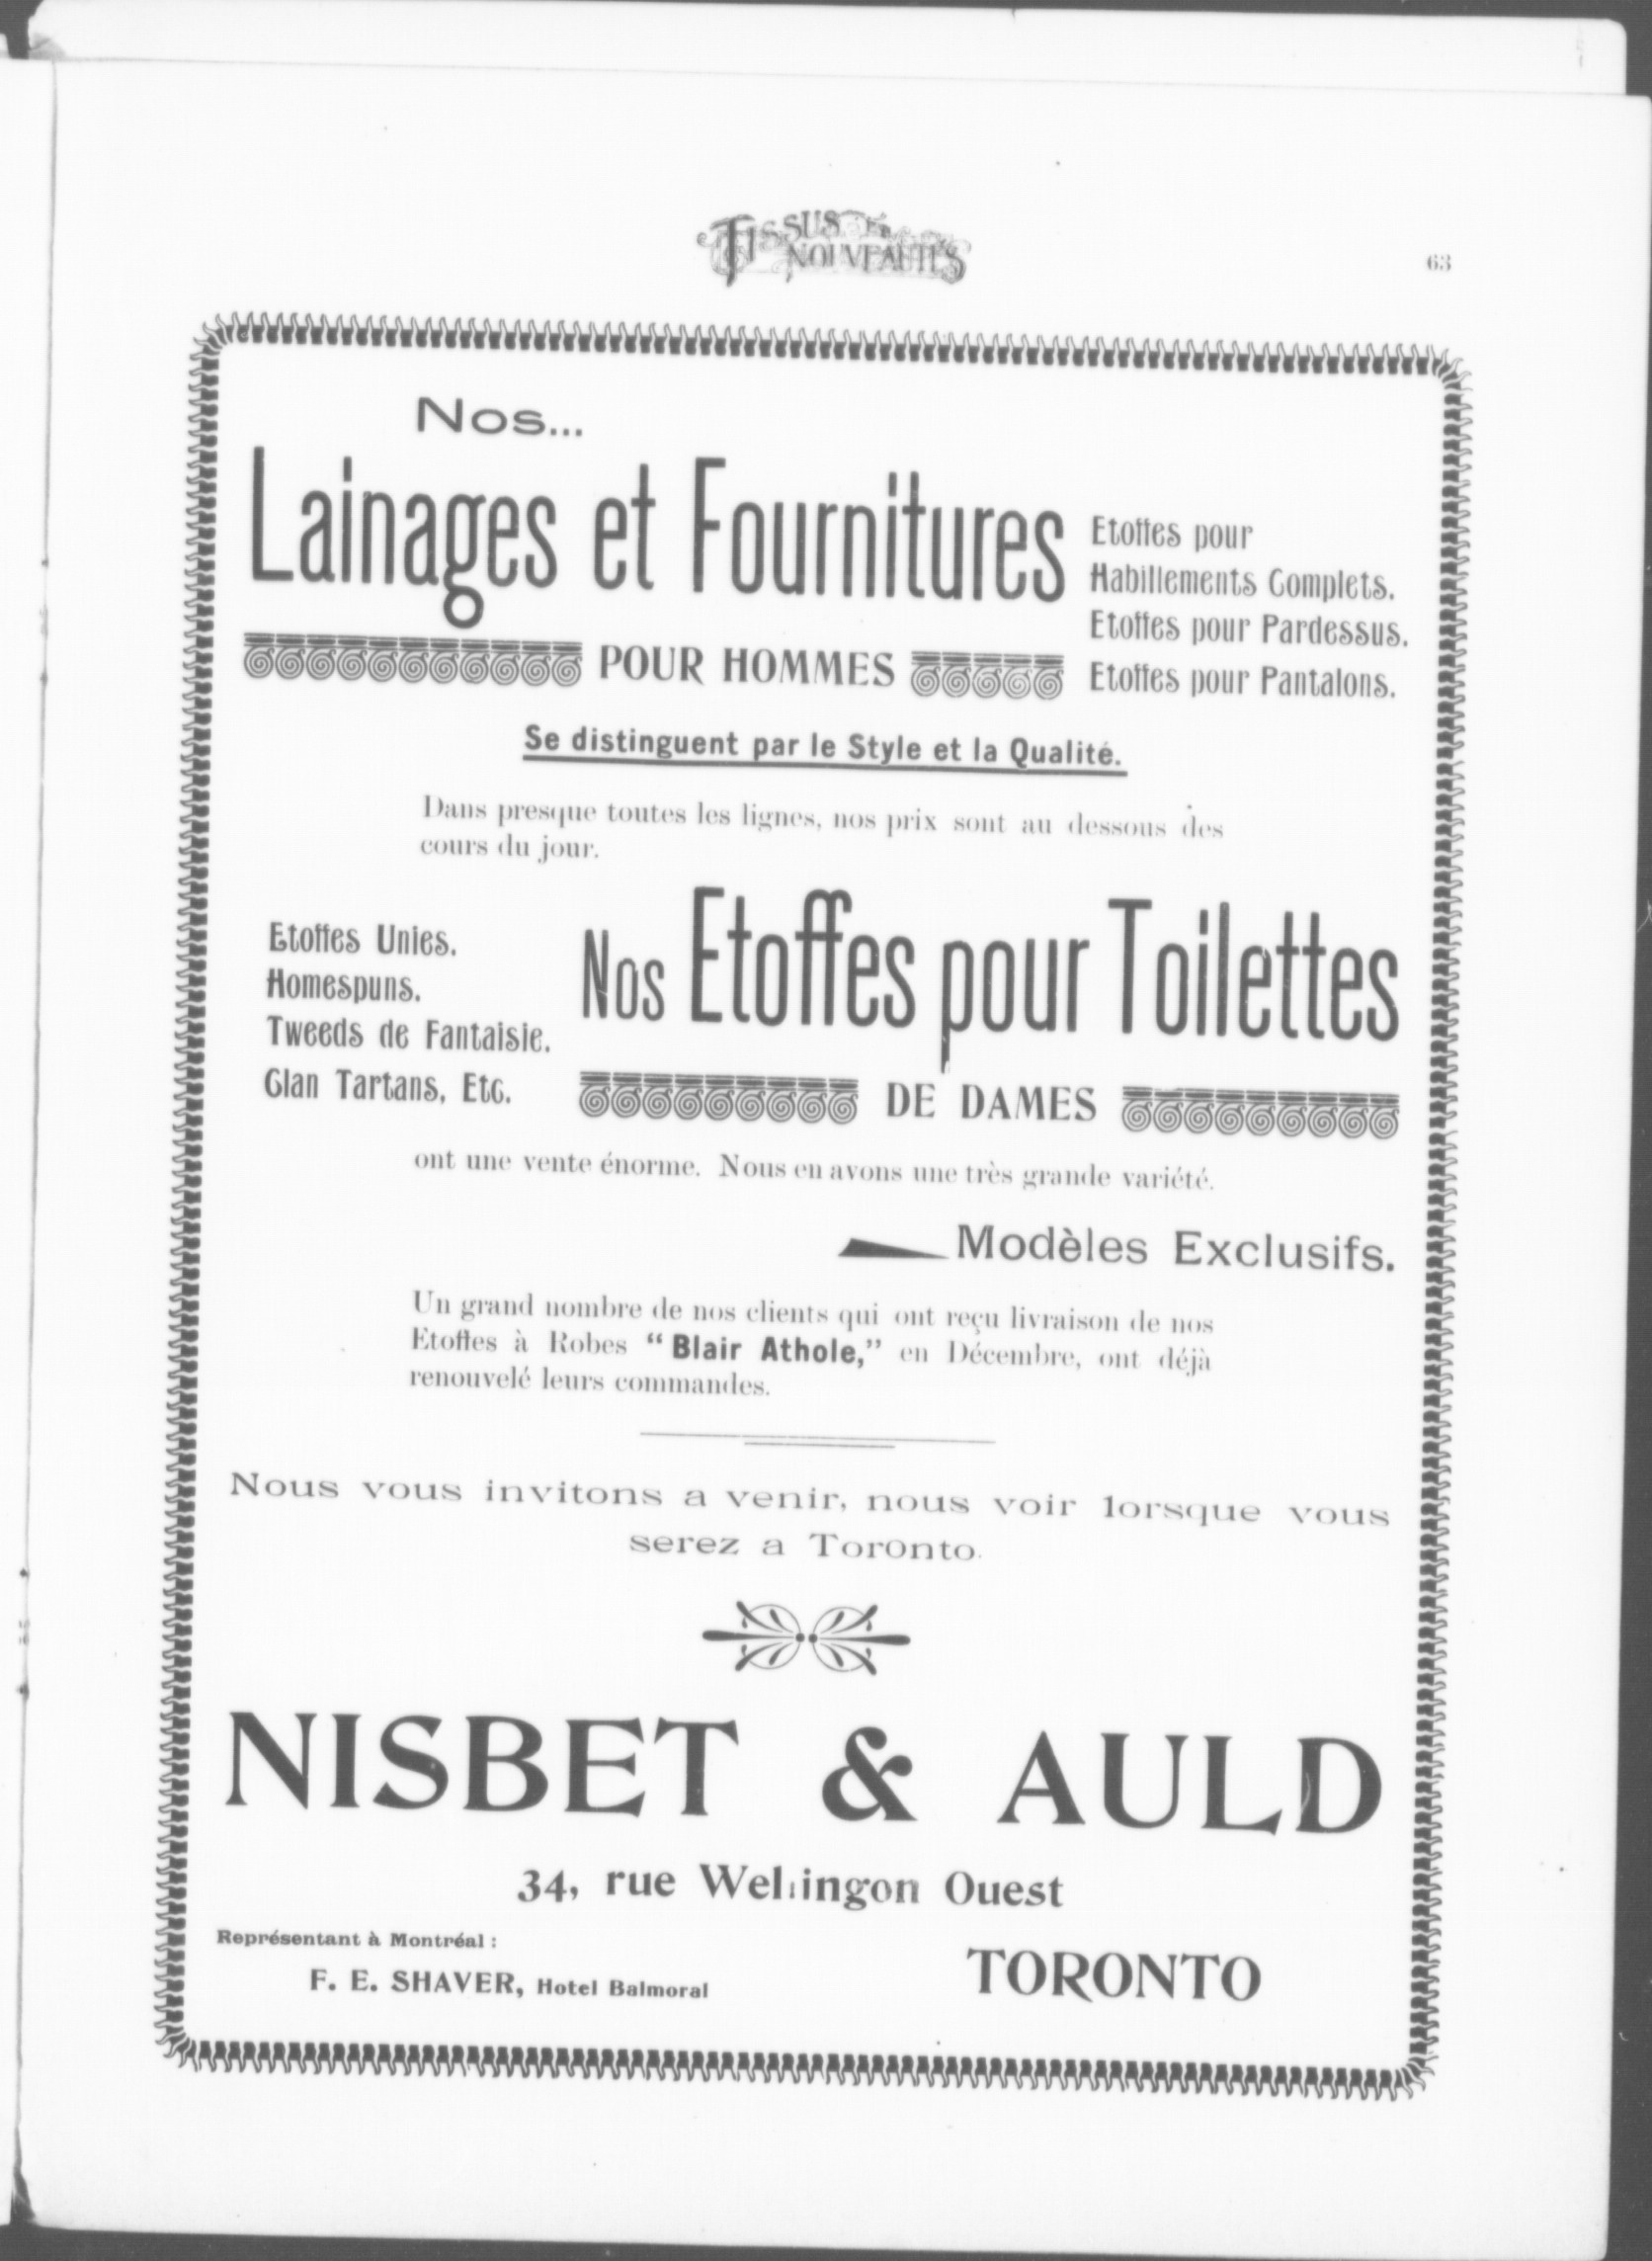 TISSUS ET
NOUVEAUTÉS
63
Nos...
Lainages et Fournitures
POUR HOMMES
Etoffes pour
Habillements Complets.
Etoffes pour Pardessus.
Etoffes pour Pantalons.
Se distinguent par le Style et la Qualité.
Dans presque toutes les lignes, nos prix sont au dessous des
cours du jour.
Etoffes Unies.
Homespuns.
Tweeds de Fantaisie.
Clan Tartans, Etc.
Nos Etoffes pour Toilettes
DE DAMES
ont une vente énorme. Nous en avons une très grande variété.
Modèles Exclusifs.
Un grand nombre de nos clients qui ont reçu livraison de nos
Etoffes à Robes “Blair Athole,” en Décembre, ont déjà
renouvelé leurs commandes.
Nous vous invitons a venir, nous voir lorsque vous
serez a Toronto.
NISBET & AULD
34, rue Wellingon Ouest
Représentant à Montréal :
F. E. SHAVER, Hotel Balmoral
TORONTO